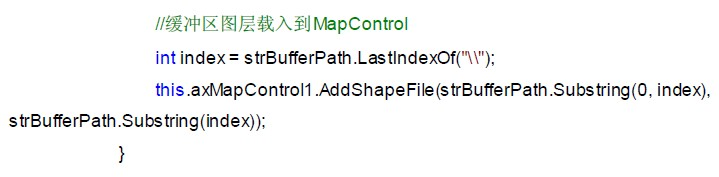 //缓冲区图层载入到MapControl
int index = strBufferPath.LastIndexOf("\\");
this.axMapControl1.AddShapeFile(strBufferPath.Substring(0, index),
strBufferPath.Substring(index));
}